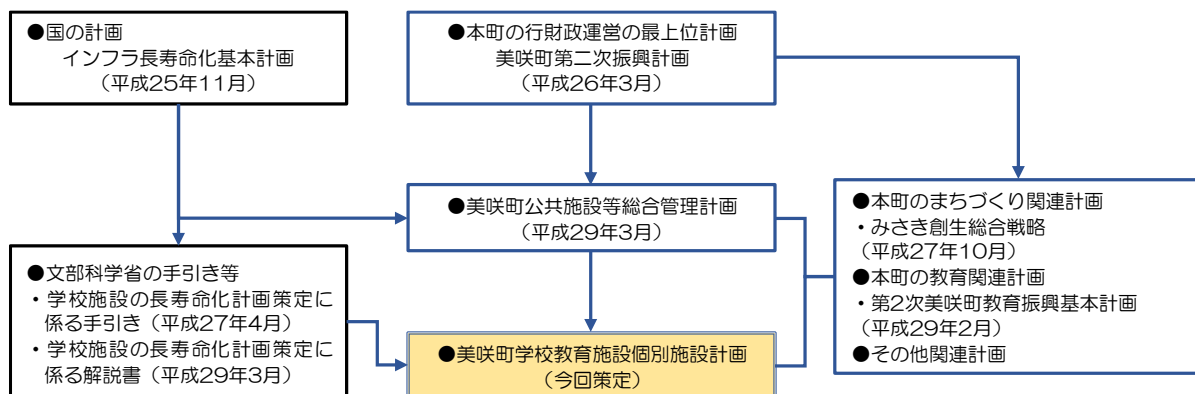 ●国の計画
インフラ長寿命化基本計画
（平成25年11月）
●本町の行財政運営の最上位計画
美咲町第二次振興計画
（平成26年3月）
●美咲町公共施設等総合管理計画
（平成29年3月）
●本町のまちづくり関連計画
・みさき創生総合戦略
（平成27年10月）
●本町の教育関連計画
・第2次美咲町教育振興基本計画
（平成29年2月）
●その他関連計画
●文部科学省の手引き等
・学校施設の長寿命化計画策定に
係る手引き（平成27年4月）
・学校施設の長寿命化計画策定に
係る解説書（平成29年3月）
●美咲町学校教育施設個別施設計画
（今回策定）